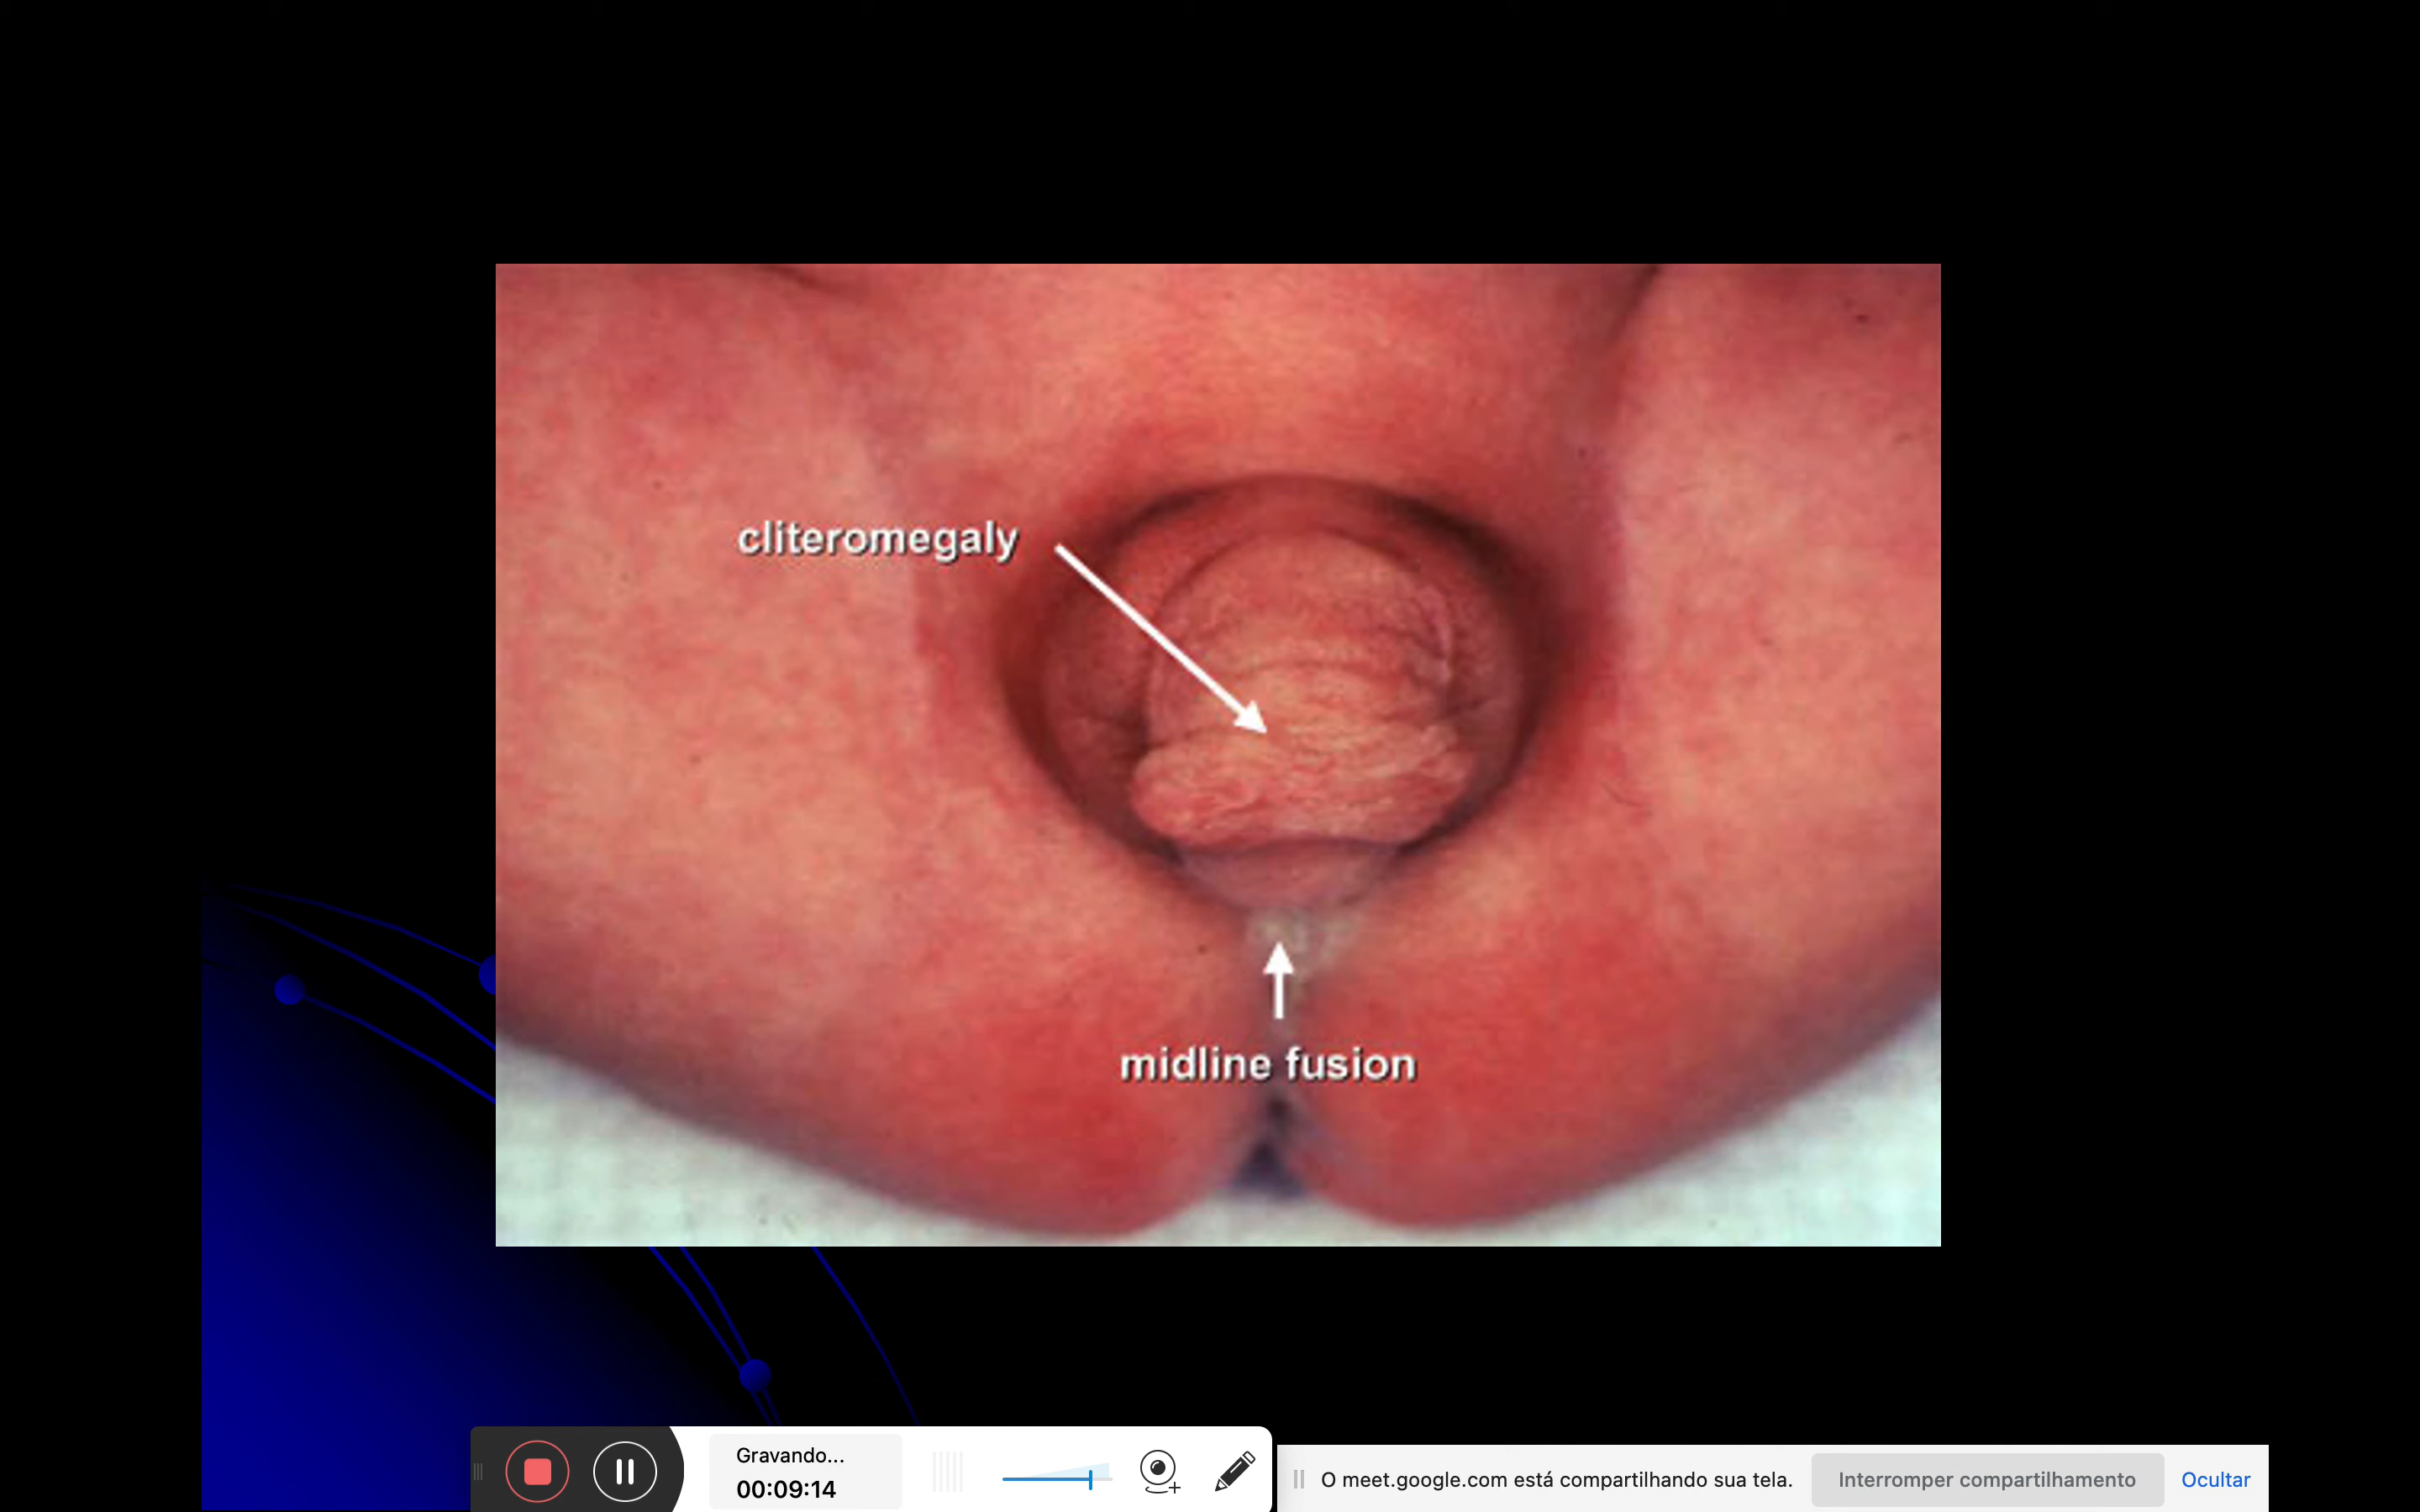 cliteromegaly
midline fusion
Gravando...
00:09:14
O meet.google.com está compartilhando sua tela.
Interromper compartilhamento
Ocultar